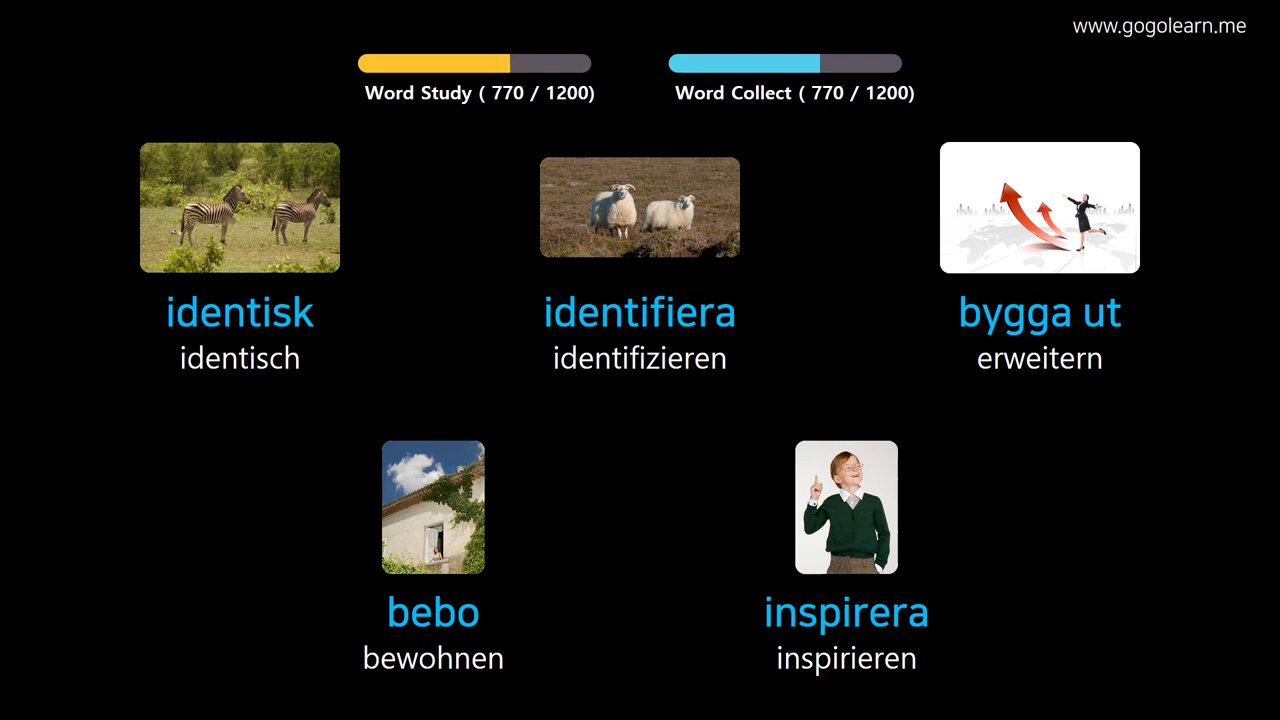 www.gogolearn.me
Word Study ( 770 / 1200)
Word Collect ( 770 / 1200)
identisk
identisch
identifiera
identifizieren
bygga ut
erweitern
bebo
bewohnen
inspirera
inspirieren